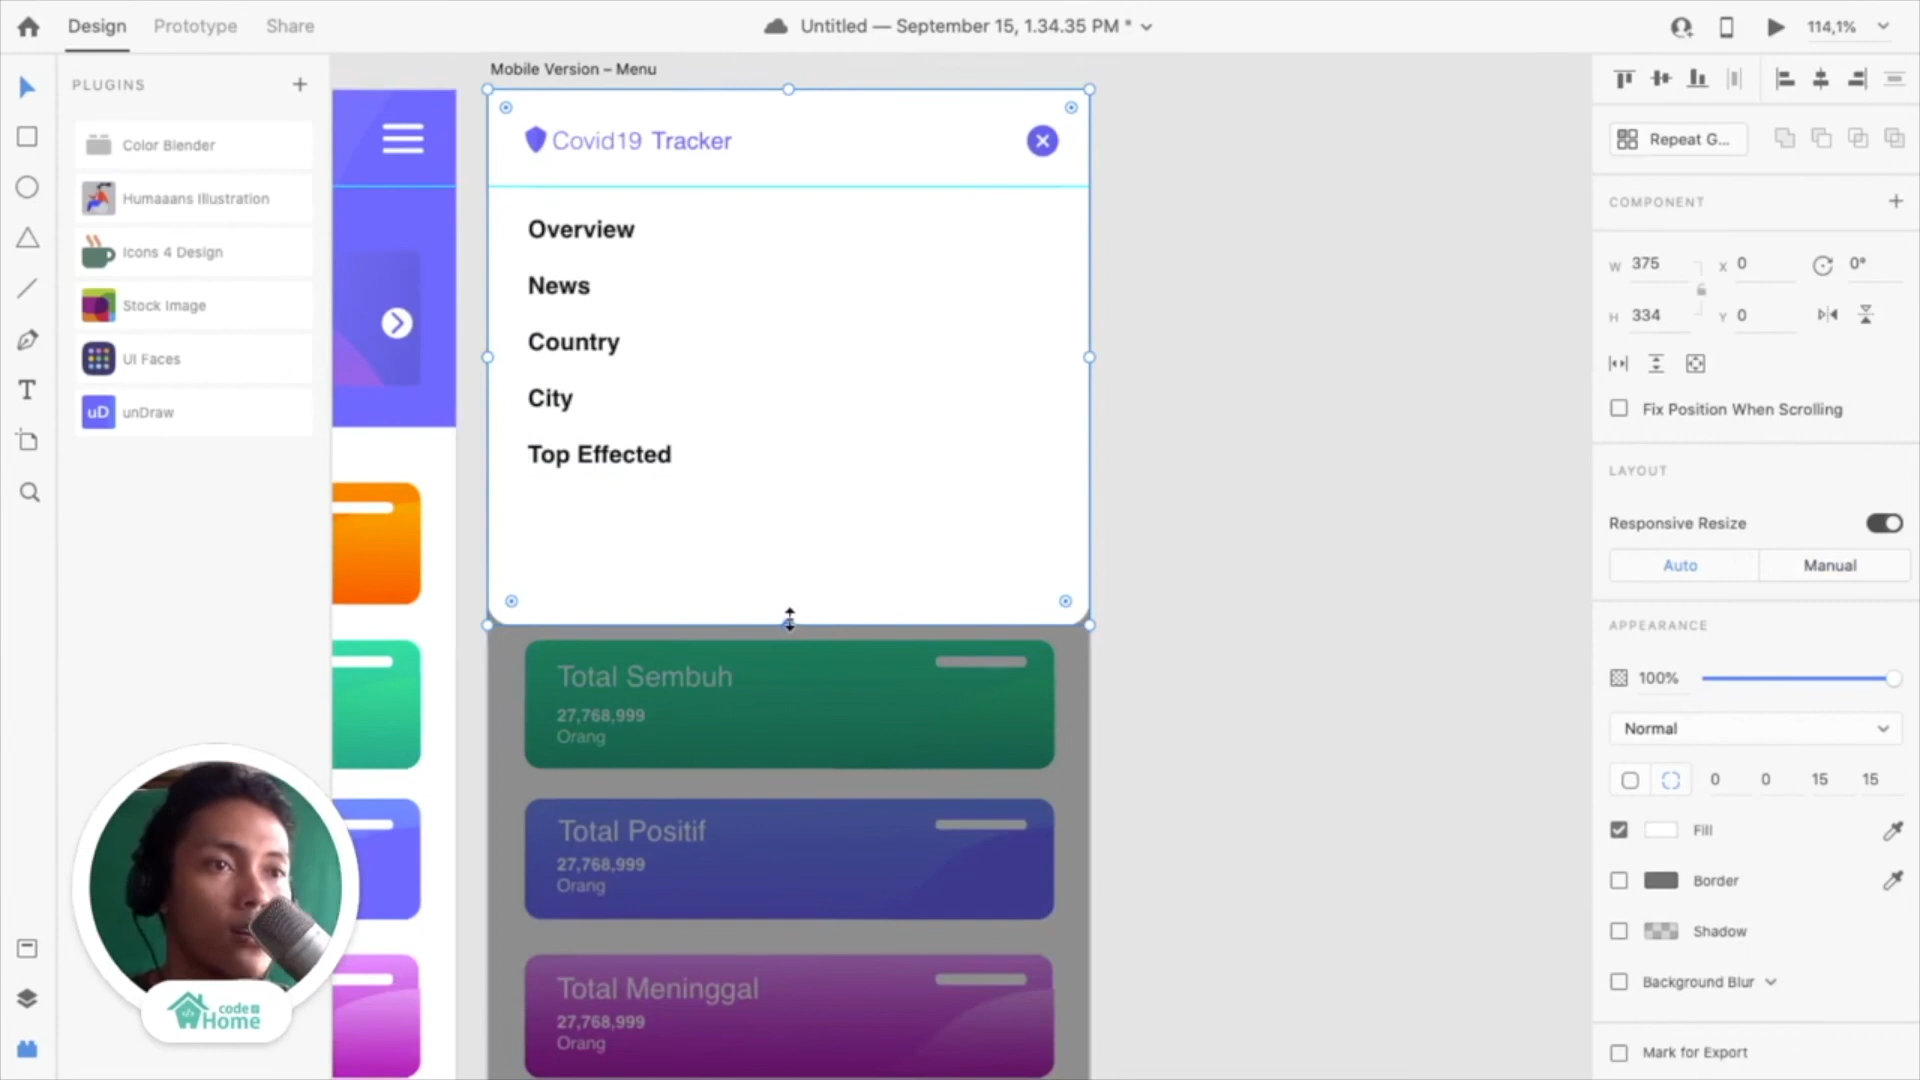 Design Prototype Share
Untitled — September 15, 1.34.35 PM *
114,1%
PLUGINS
Color Blender
Humaaans Illustration
Icons 4 Design
Stock Image
UI Faces
uD unDraw
Mobile Version – Menu
Covid19 Tracker
Overview
News
Country
City
Top Effected
Total Sembuh
27,768,999
Orang
Total Positif
27,768,999
Orang
Total Meninggal
27,768,999
Orang
code
Home
Repeat G...
COMPONENT
W 375 X 0 0°
H 334 Y 0
Fix Position When Scrolling
LAYOUT
Responsive Resize
Auto Manual
APPEARANCE
100%
Normal
0 0 15 15
Fill
Border
Shadow
Background Blur
Mark for Export